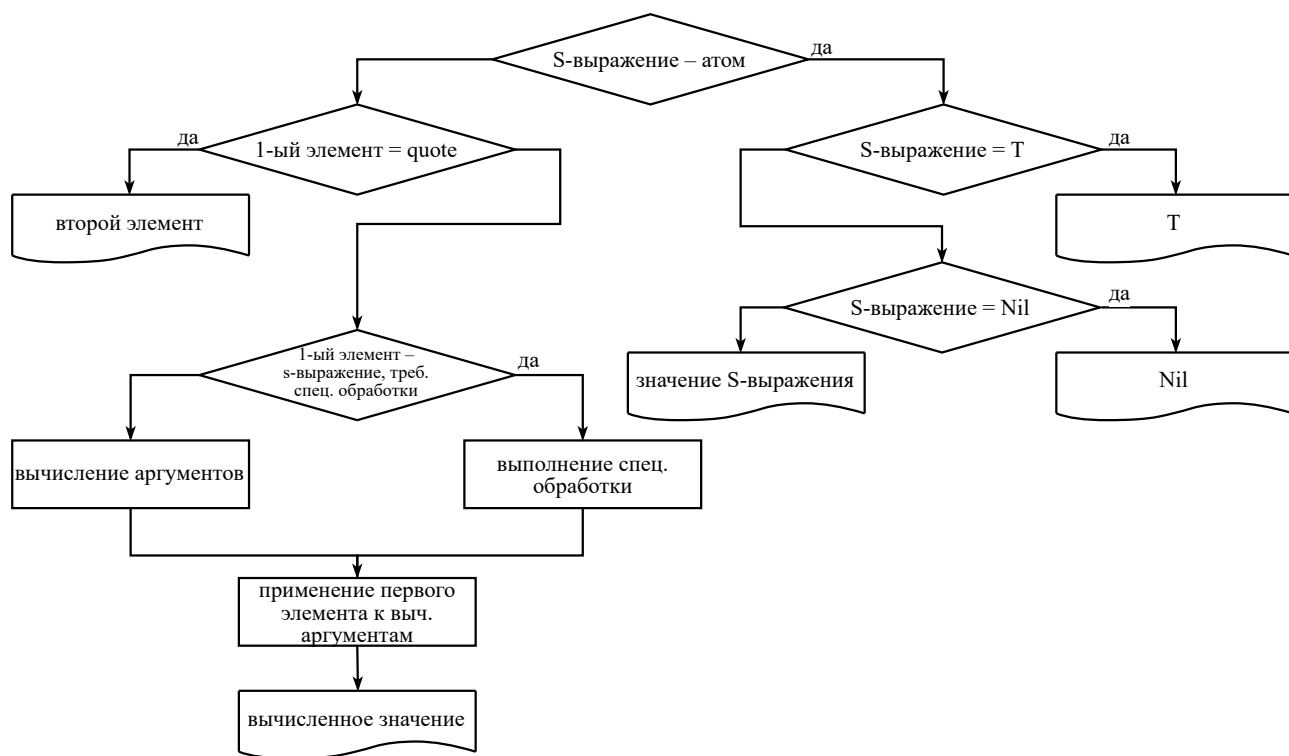 S-выражение – атом
да
да
1-ый элемент = quote
S-выражение = T
да
второй элемент
T
S-выражение = Nil
да
1-ый элемент –
s-выражение, треб.
спец. обработки
да
значение S-выражения
Nil
вычисление аргументов
выполнение спец.
обработки
применение первого
элемента к выч.
аргументам
вычисленное значение